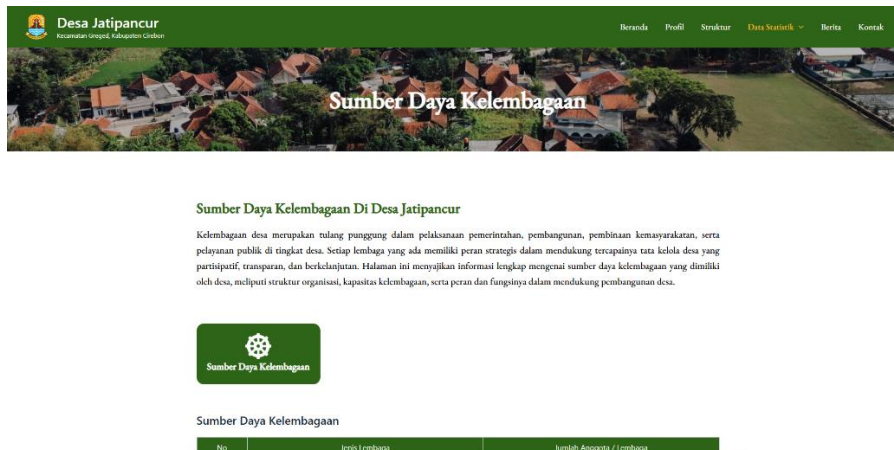 Desa Jatipancur
Kecamatan Greged, Kabupaten Cirebon
Beranda Profil Struktur Data Statistik Berita Kontak
Sumber Daya Kelembagaan
Sumber Daya Kelembagaan Di Desa Jatipancur
Kelembagaan desa merupakan tulang punggung dalam pelaksanaan pemerintahan, pembangunan, pembinaan kemasyarakatan, serta
pelayanan publik di tingkat desa. Setiap lembaga yang ada memiliki peran strategis dalam mendukung tercapainya tata kelola desa yang
partisipatif, transparan, dan berkelanjutan. Halaman ini menyajikan informasi lengkap mengenai sumber daya kelembagaan yang dimiliki
oleh desa, meliputi struktur organisasi, kapasitas kelembagaan, serta peran dan fungsinya dalam mendukung pembangunan desa.
Sumber Daya Kelembagaan
Sumber Daya Kelembagaan
No Jenis Lembaga Jumlah Anggota / Lembaga